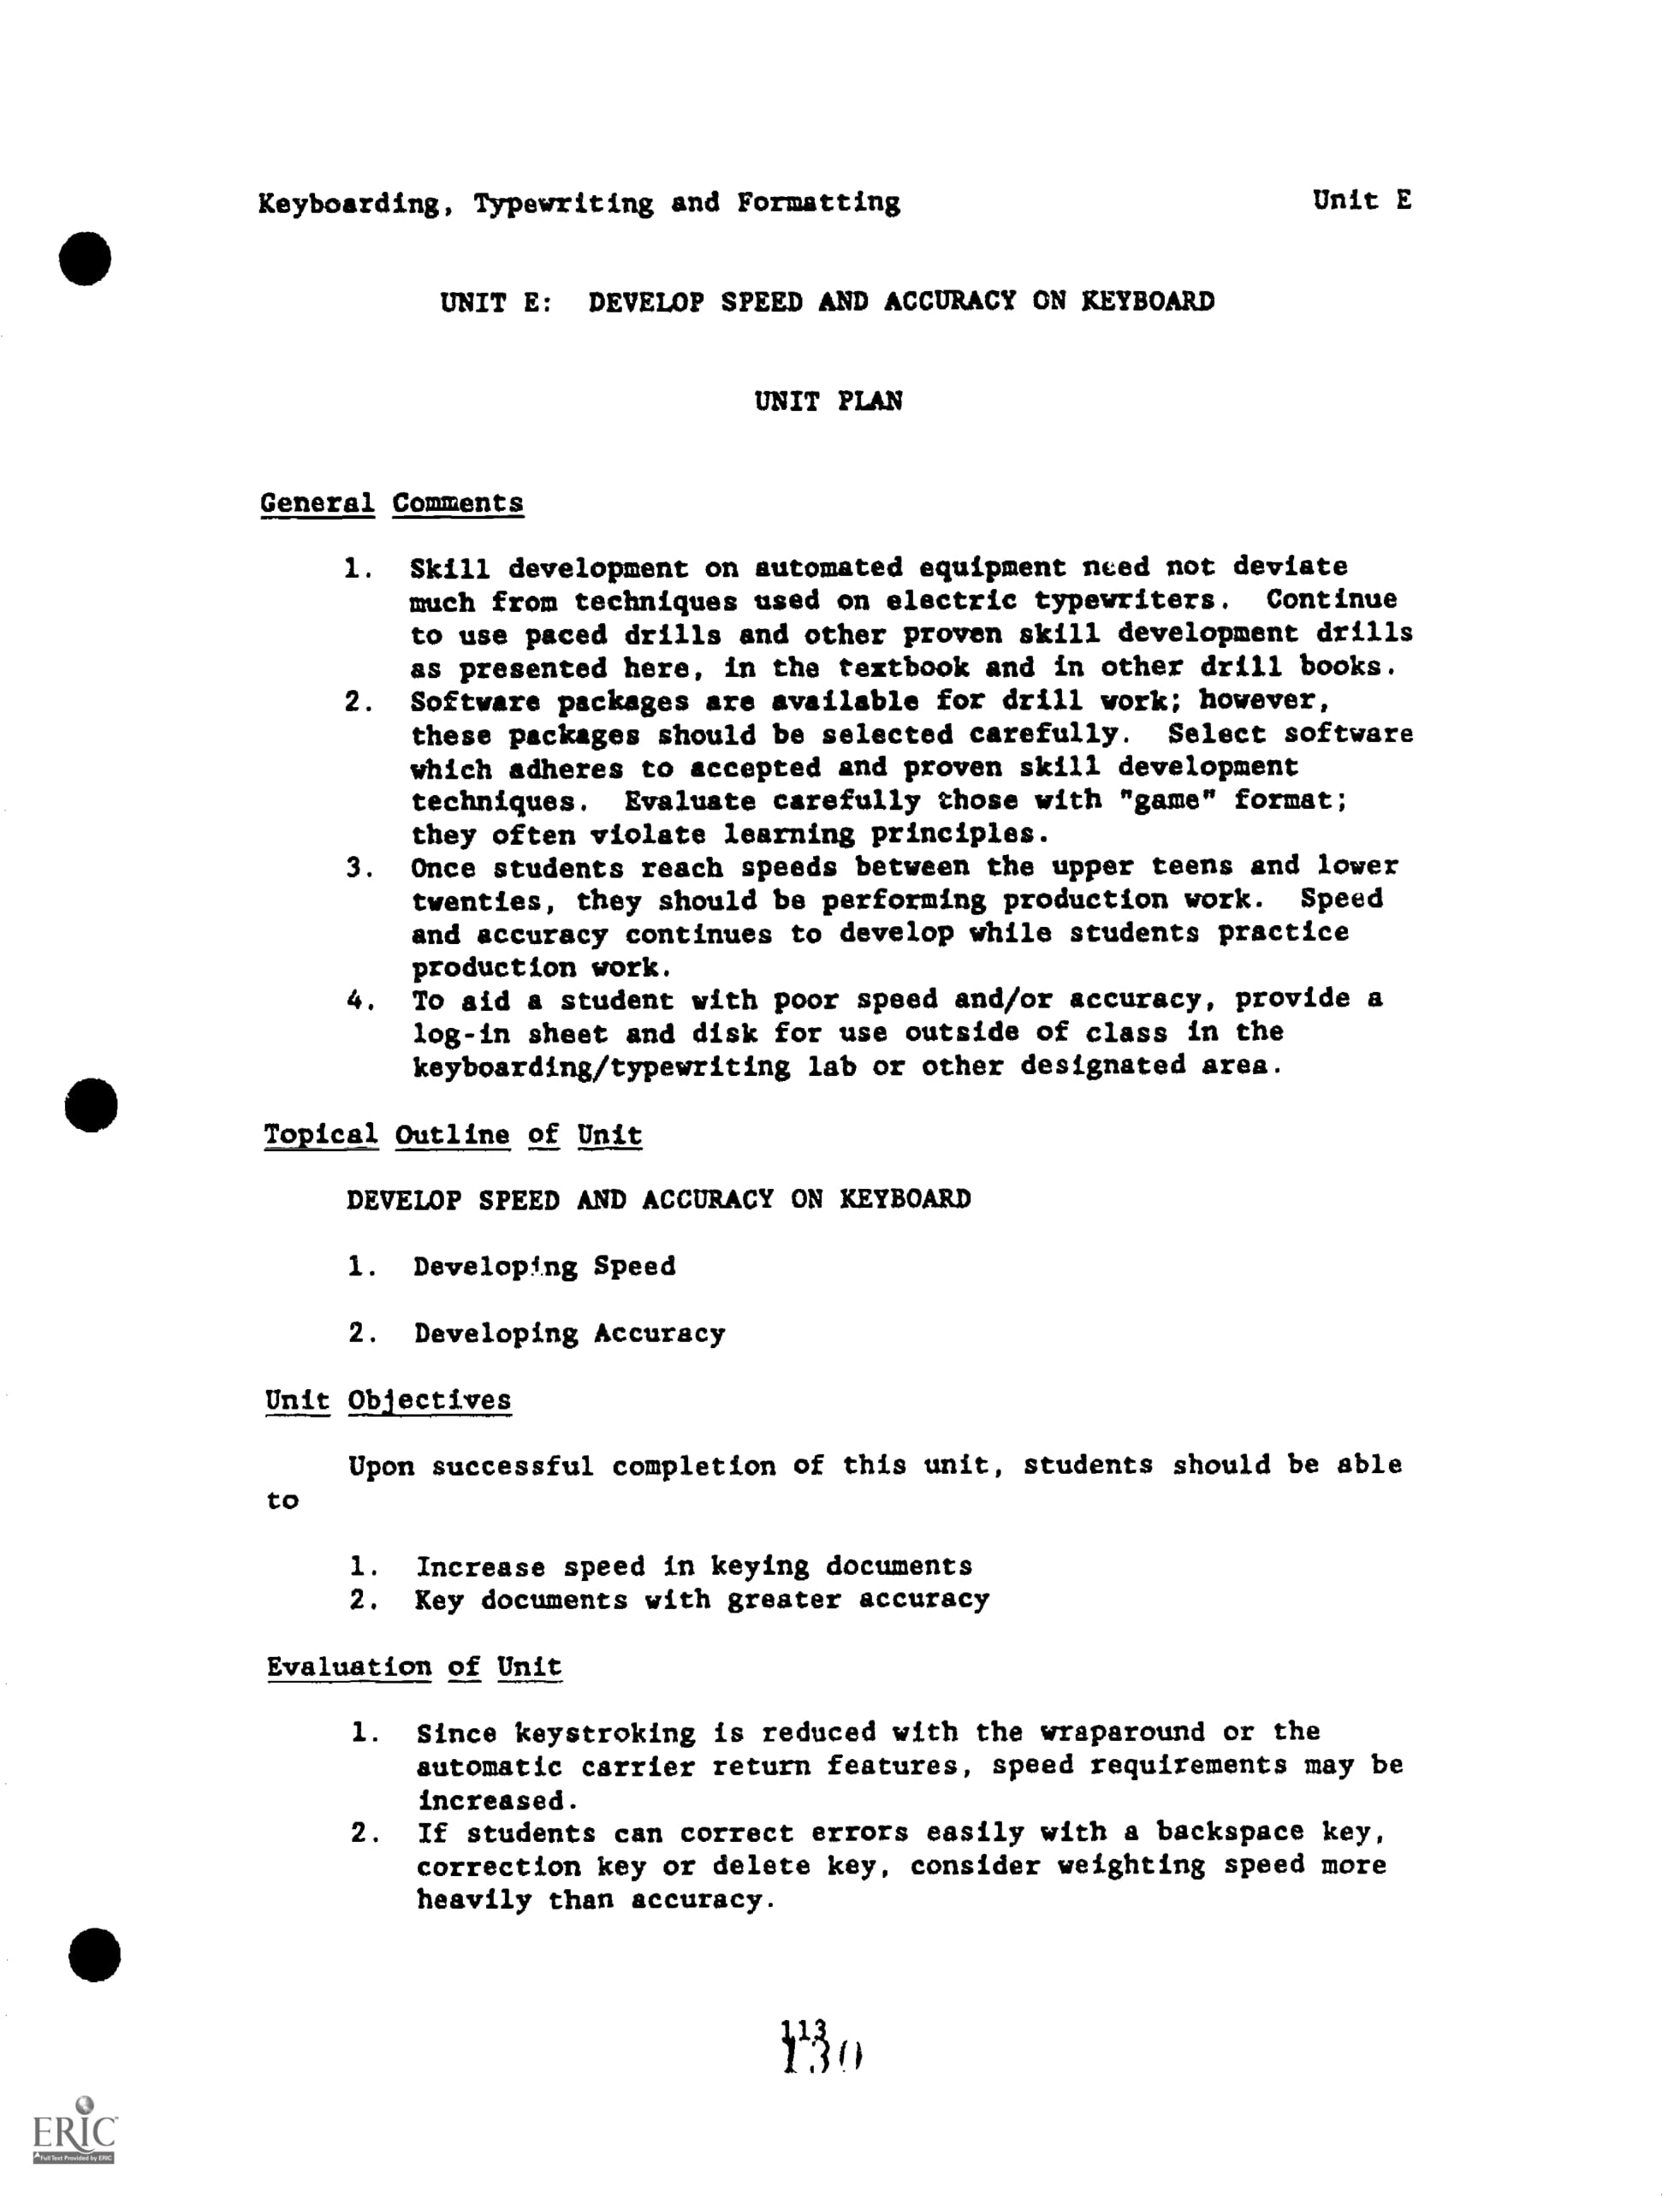 Keyboarding, Typewriting and Formatting Unit E
UNIT E: DEVELOP SPEED AND ACCURACY ON KEYBOARD
UNIT PLAN
General Comments
1. Skill development on automated equipment need not deviate
much from techniques used on electric typewriters. Continue
to use paced drills and other proven skill development drills
as presented here, in the textbook and in other drill books.
2. Software packages are available for drill work; however,
these packages should be selected carefully. Select software
which adheres to accepted and proven skill development
techniques. Evaluate carefully those with "game" format;
they often violate learning principles.
3. Once students reach speeds between the upper teens and lower
twenties, they should be performing production work. Speed
and accuracy continues to develop while students practice
production work.
4. To aid a student with poor speed and/or accuracy, provide a
log-in sheet and disk for use outside of class in the
keyboarding/typewriting lab or other designated area.
Topical Outline of Unit
DEVELOP SPEED AND ACCURACY ON KEYBOARD
1. Developing Speed
2. Developing Accuracy
Unit Objectives
Upon successful completion of this unit, students should be able
to
1. Increase speed in keying documents
2. Key documents with greater accuracy
Evaluation of Unit
1. Since keystroking is reduced with the wraparound or the
automatic carrier return features, speed requirements may be
increased.
2. If students can correct errors easily with a backspace key,
correction key or delete key, consider weighting speed more
heavily than accuracy.
113
130
ERIC
Full Text Provided by ERIC